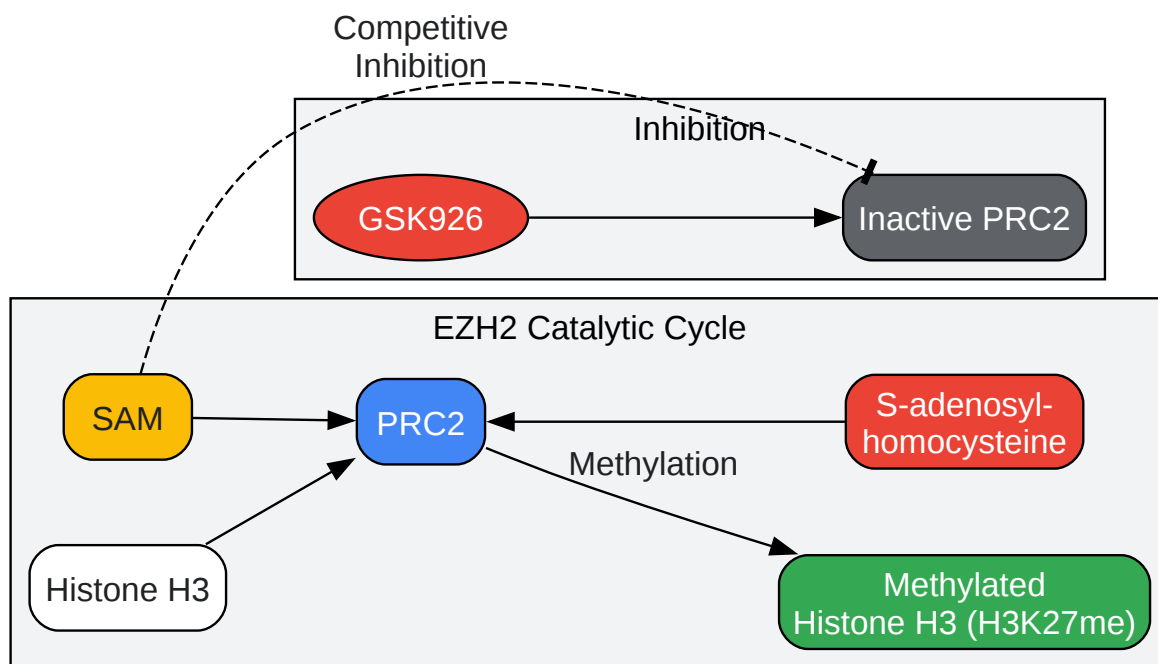 Competitive
Inhibition
Inhibition
GSK926
Inactive PRC2
EZH2 Catalytic Cycle
SAM
PRC2
S-adenosyl-
homocysteine
Methylation
Histone H3
Methylated
Histone H3 (H3K27me)